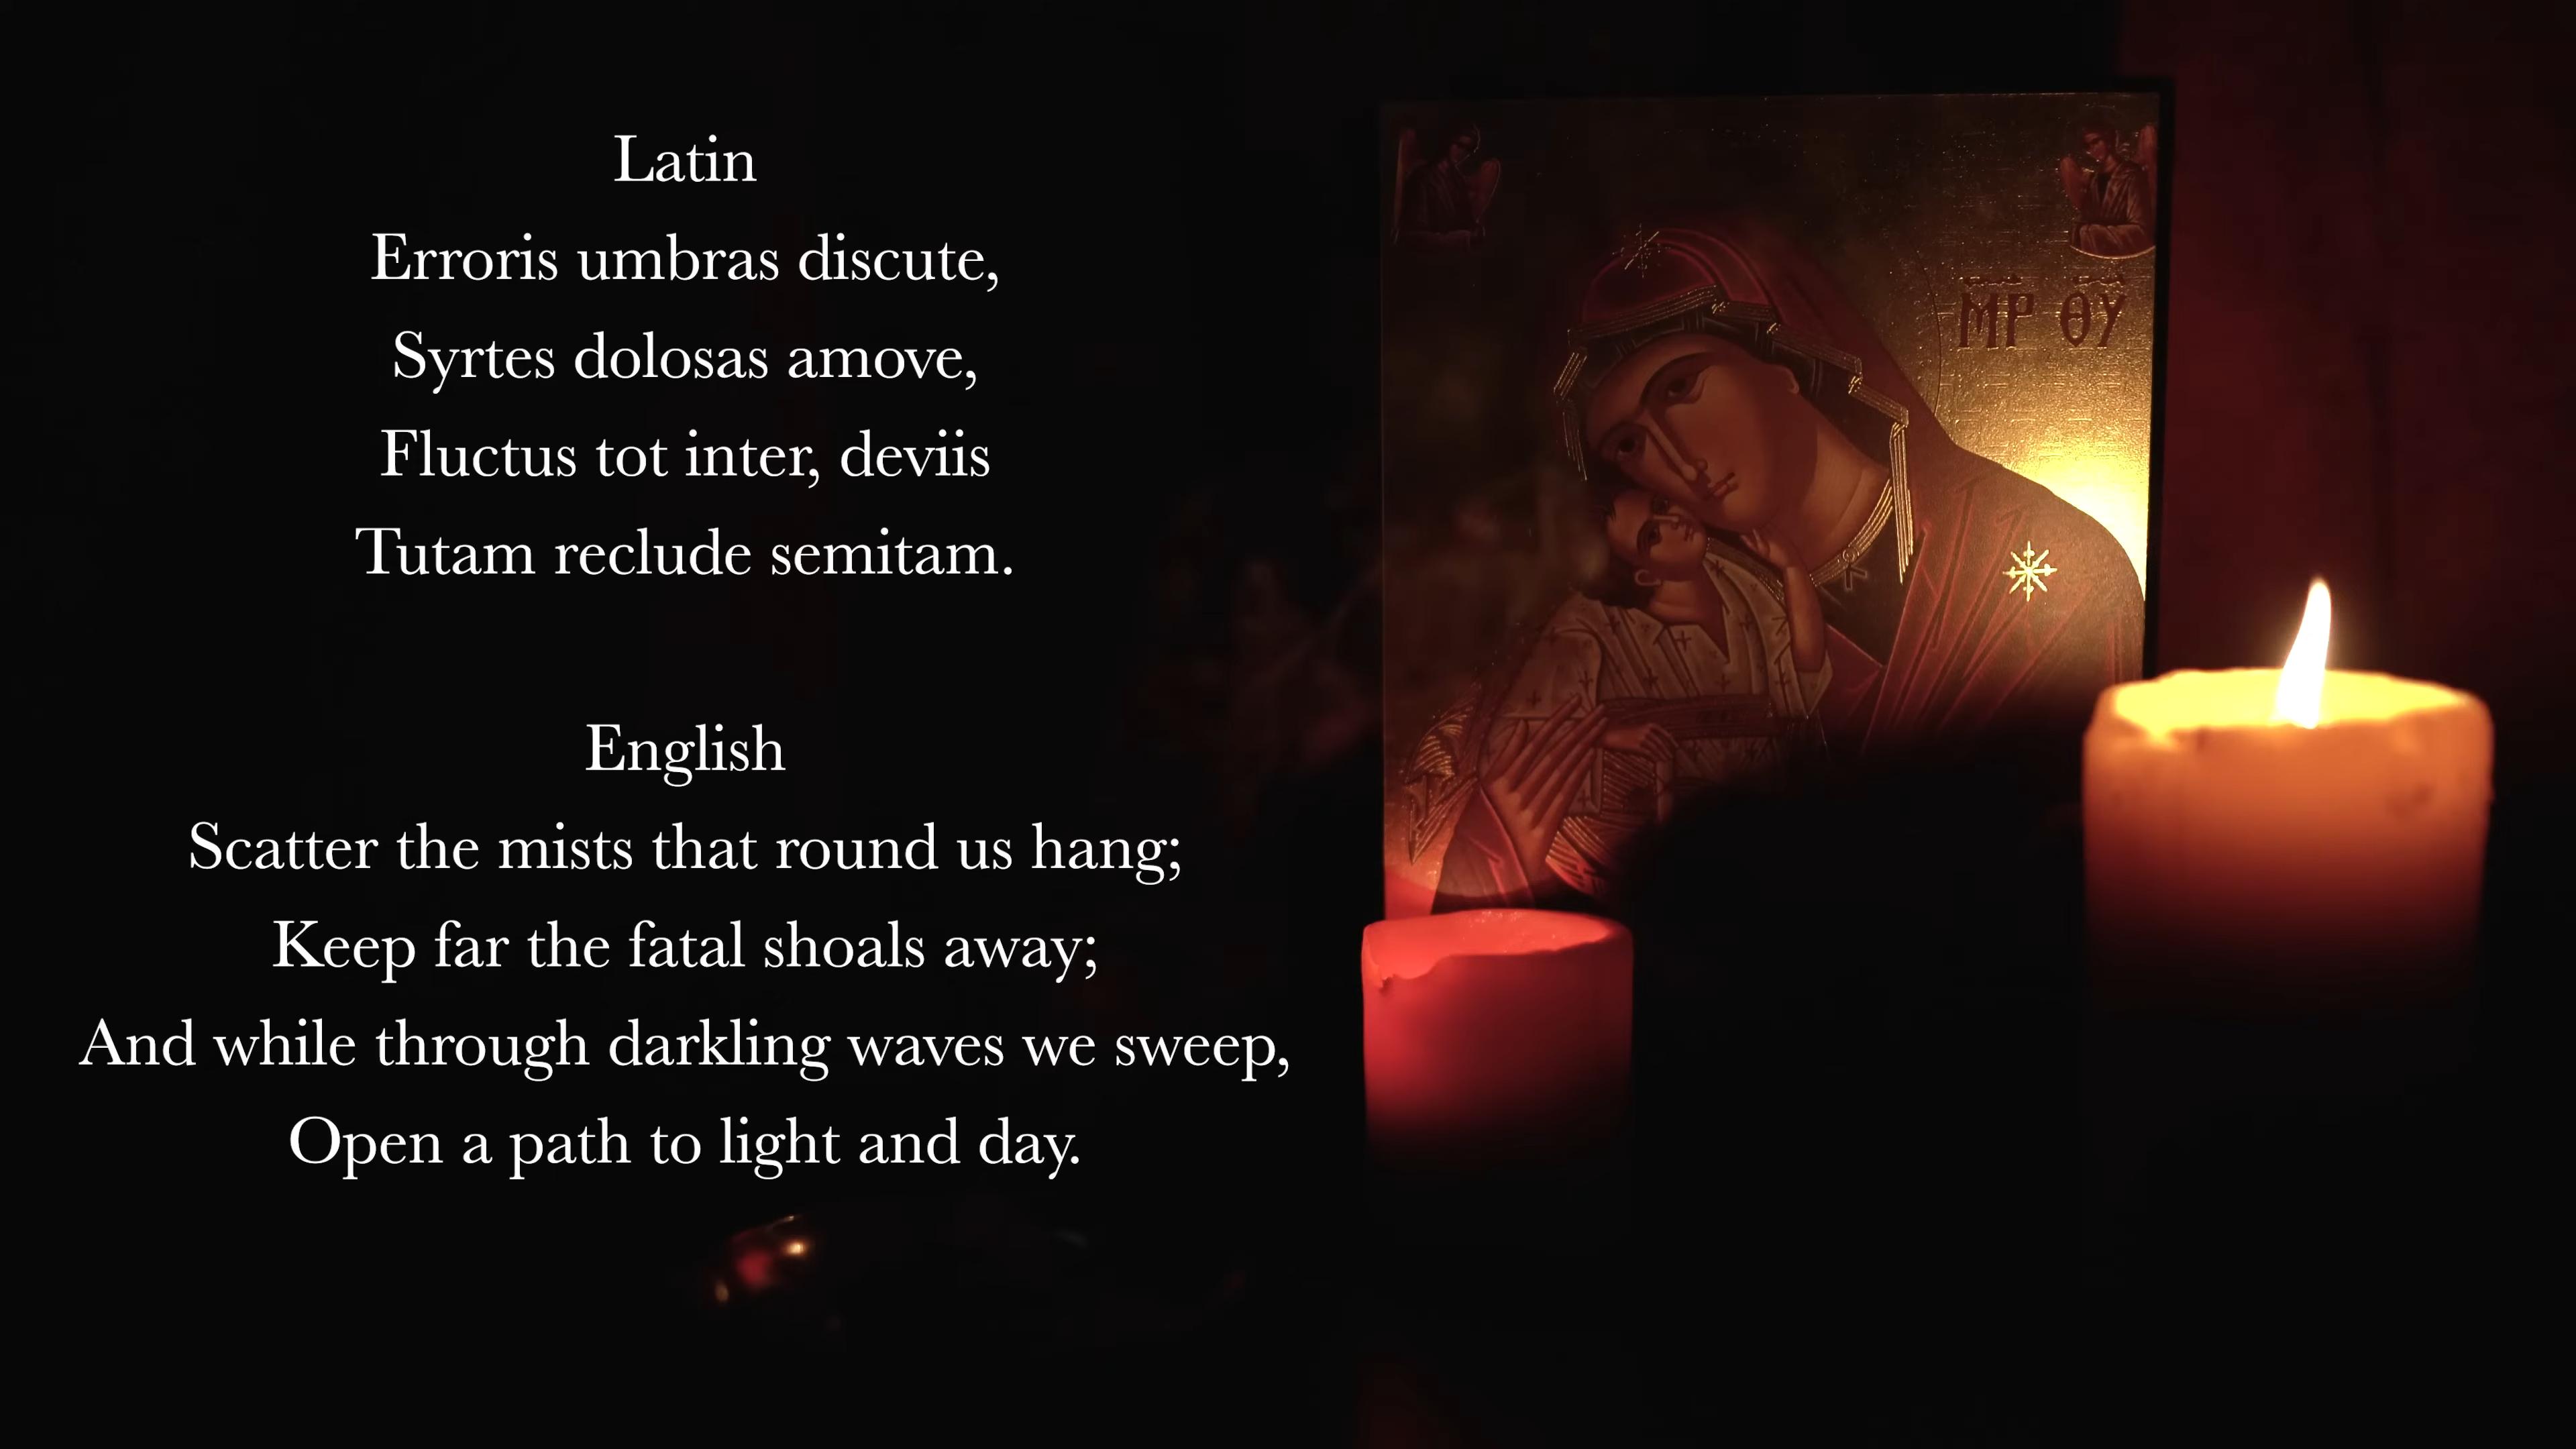 Latin
Erroris umbras discute,
Syrtes dolosas amove,
Fluctus tot inter, deviis
Tutam reclude semitam.
English
Scatter the mists that round us hang;
Keep far the fatal shoals away;
And while through darkling waves we sweep,
Open a path to light and day.
ΜΡ ΘΥ